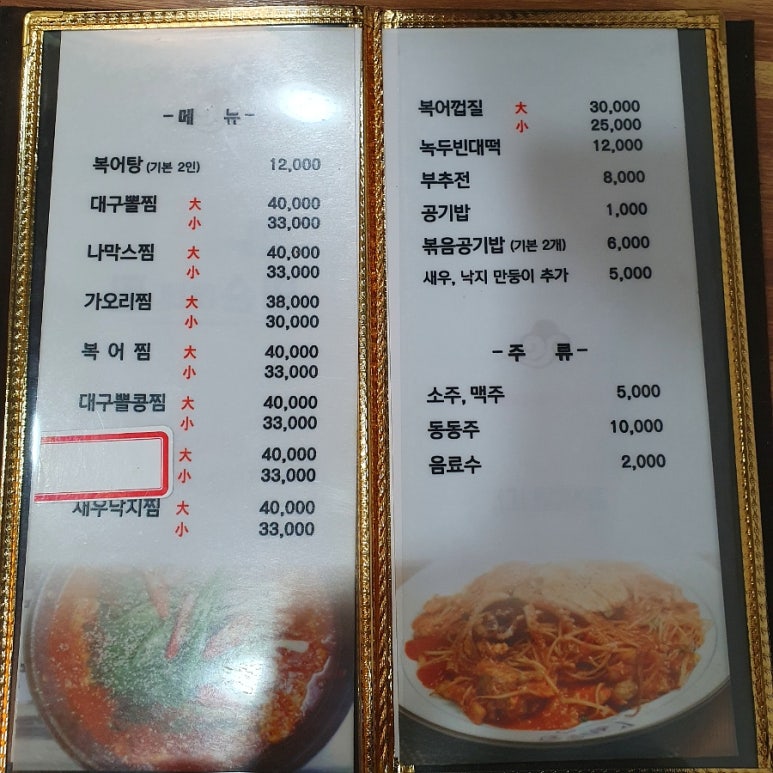 -메 뉴-
복어탕 (기본 2인) 12,000
대구뽈찜 大 40,000
小 33,000
나막스찜 大 40,000
小 33,000
가오리찜 大 38,000
小 30,000
복어찜 大 40,000
小 33,000
대구뽈콩찜 大 40,000
小 33,000
大 40,000
小 33,000
새우낙지찜 大 40,000
小 33,000
복어껍질 大 30,000
小 25,000
녹두빈대떡 12,000
부추전 8,000
공기밥 1,000
볶음공기밥 (기본 2개) 6,000
새우, 낙지 만둥이 추가 5,000
-주 류-
소주, 맥주 5,000
동동주 10,000
음료수 2,000